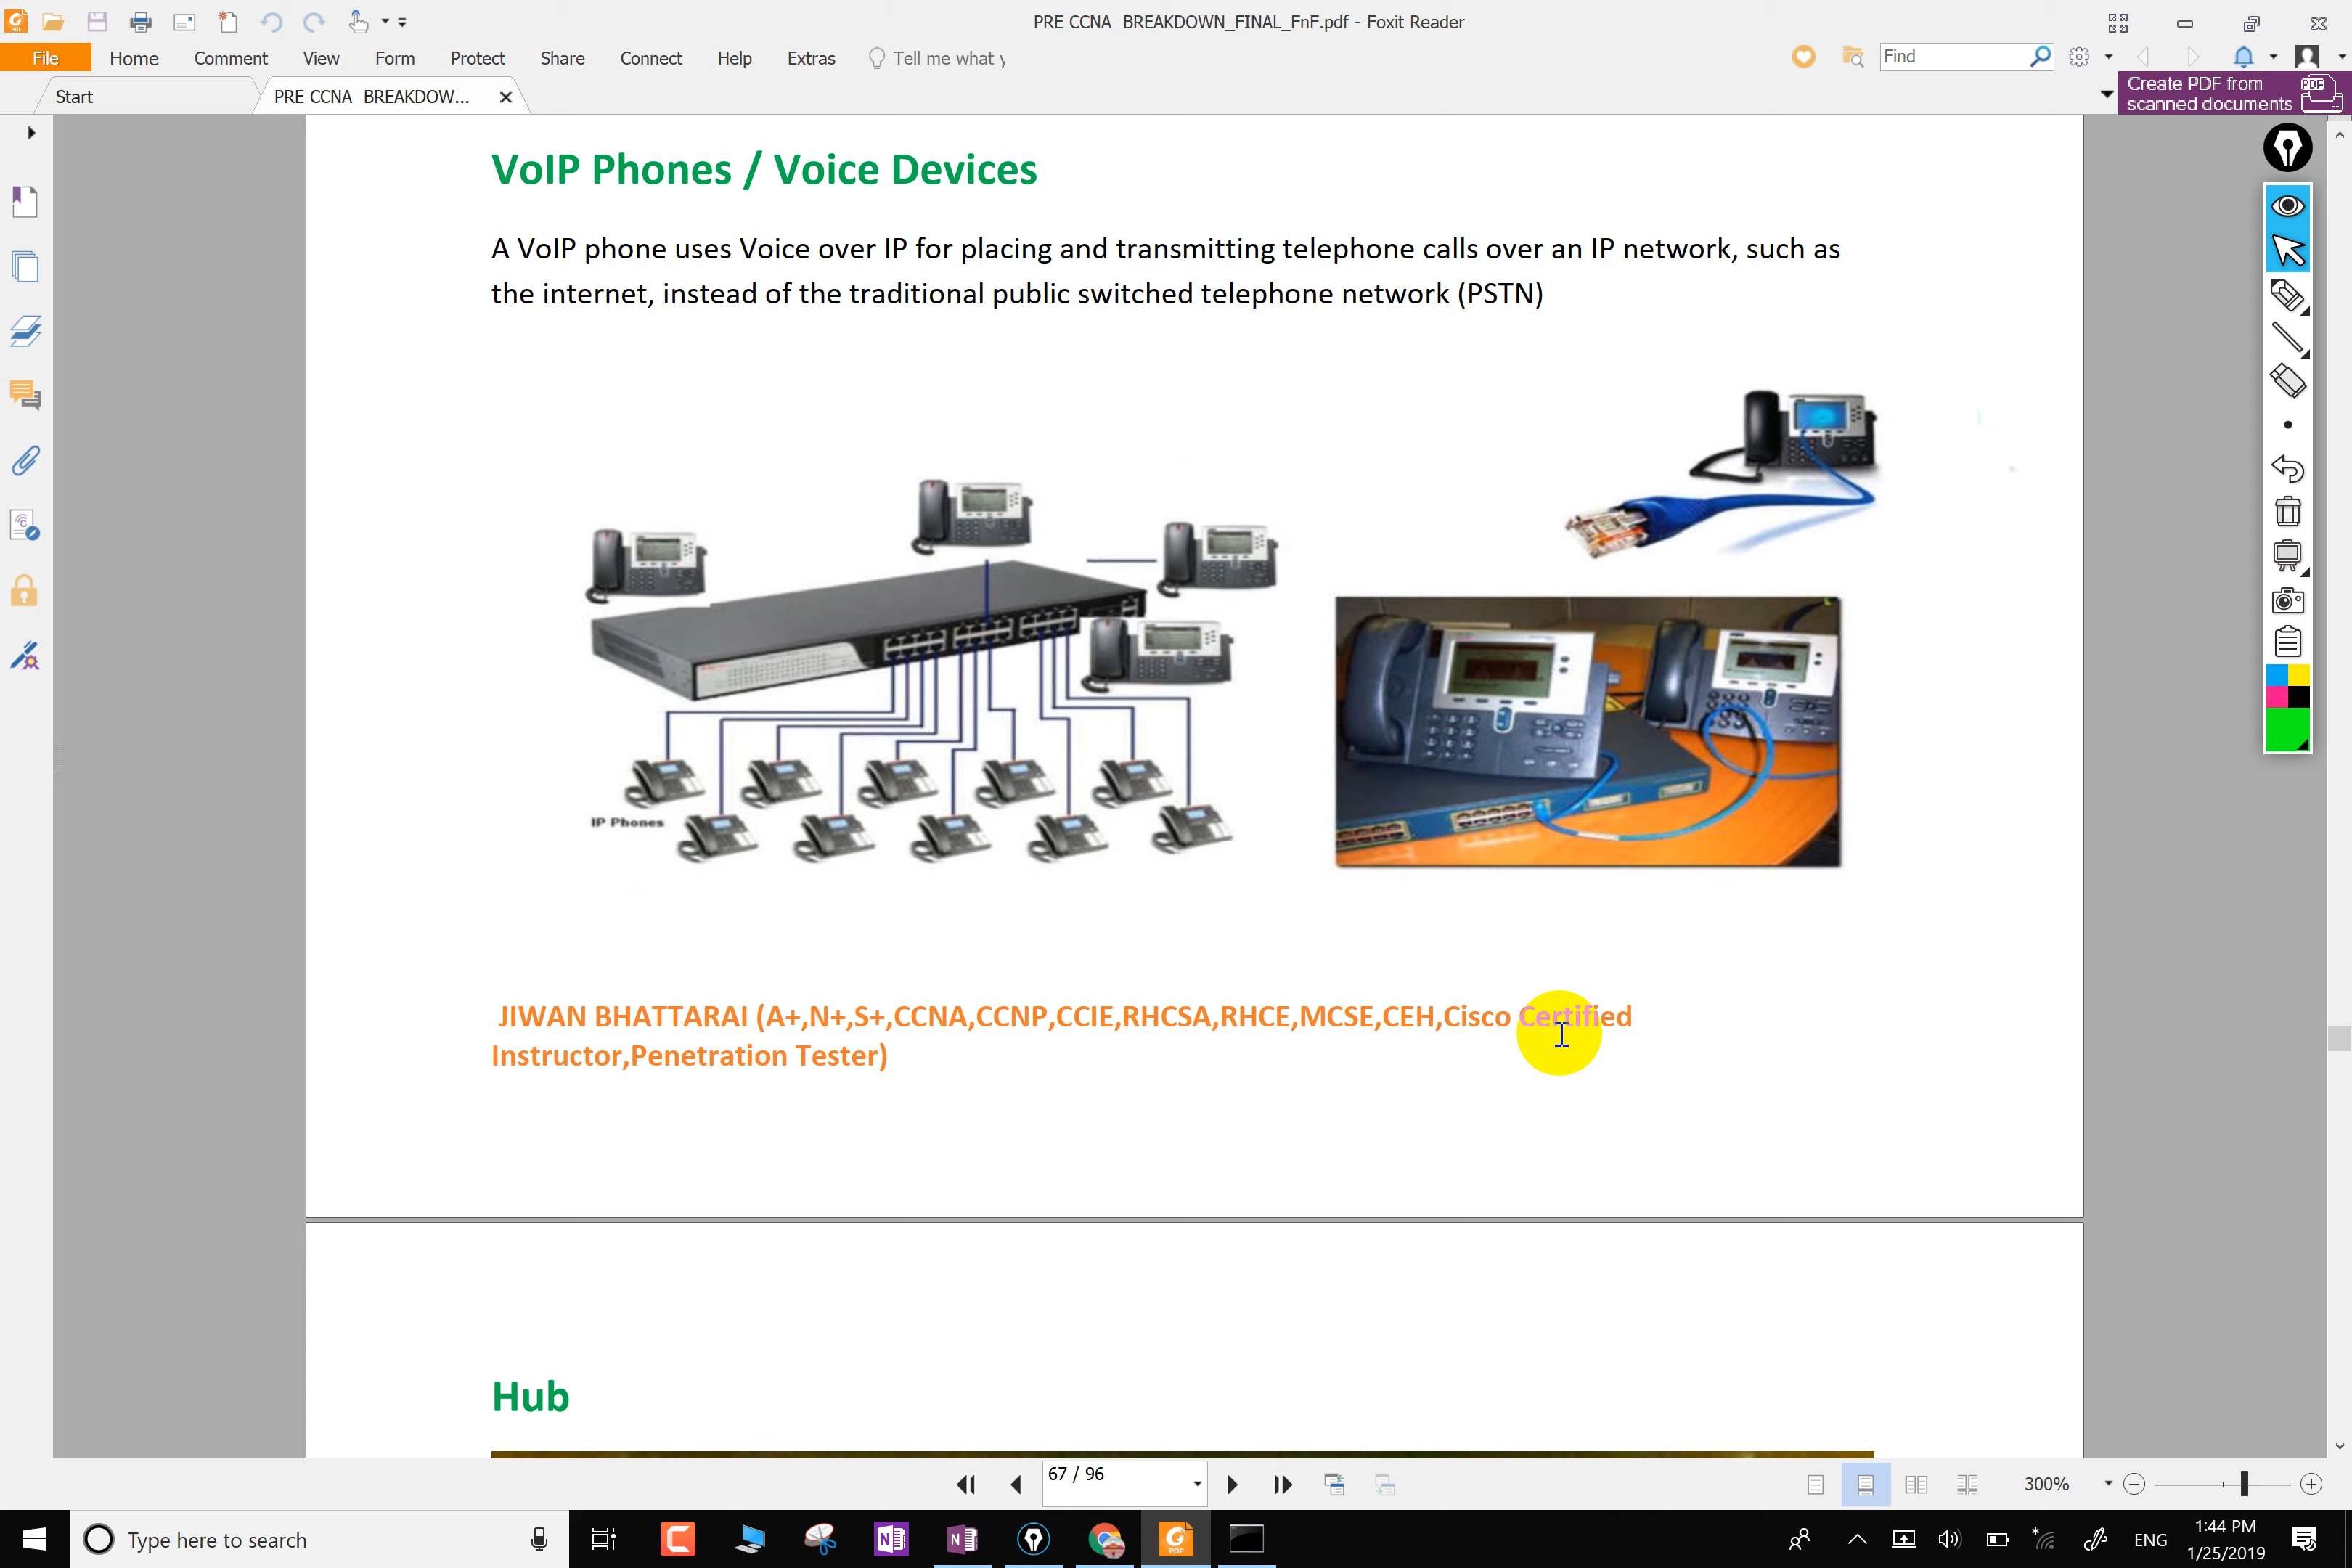 PRE CCNA  BREAKDOWN_FINAL_FnF.pdf - Foxit Reader
File Home Comment View Form Protect Share Connect Help Extras Tell me what y Find
Start PRE CCNA  BREAKDOW... Create PDF from
scanned documents
VoIP Phones / Voice Devices
A VoIP phone uses Voice over IP for placing and transmitting telephone calls over an IP network, such as
the internet, instead of the traditional public switched telephone network (PSTN)
IP Phones
JIWAN BHATTARAI (A+,N+,S+,CCNA,CCNP,CCIE,RHCSA,RHCE,MCSE,CEH,Cisco Certified
Instructor,Penetration Tester)
Hub
67 / 96 300%
Type here to search ENG 1:44 PM
1/25/2019